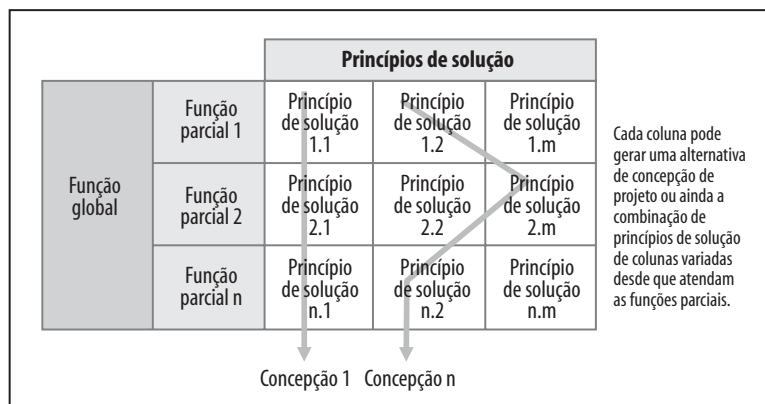 Princípios de solução
Função
global
Função
parcial 1
Princípio
de solução
1.1
Princípio
de solução
1.2
Princípio
de solução
1.m
Função
parcial 2
Princípio
de solução
2.1
Princípio
de solução
2.2
Princípio
de solução
2.m
Função
parcial n
Princípio
de solução
n.1
Princípio
de solução
n.2
Princípio
de solução
n.m
Concepção 1
Concepção n
Cada coluna pode
gerar uma alternativa
de concepção de
projeto ou ainda a
combinação de
princípios de solução
de colunas variadas
desde que atendam
as funções parciais.